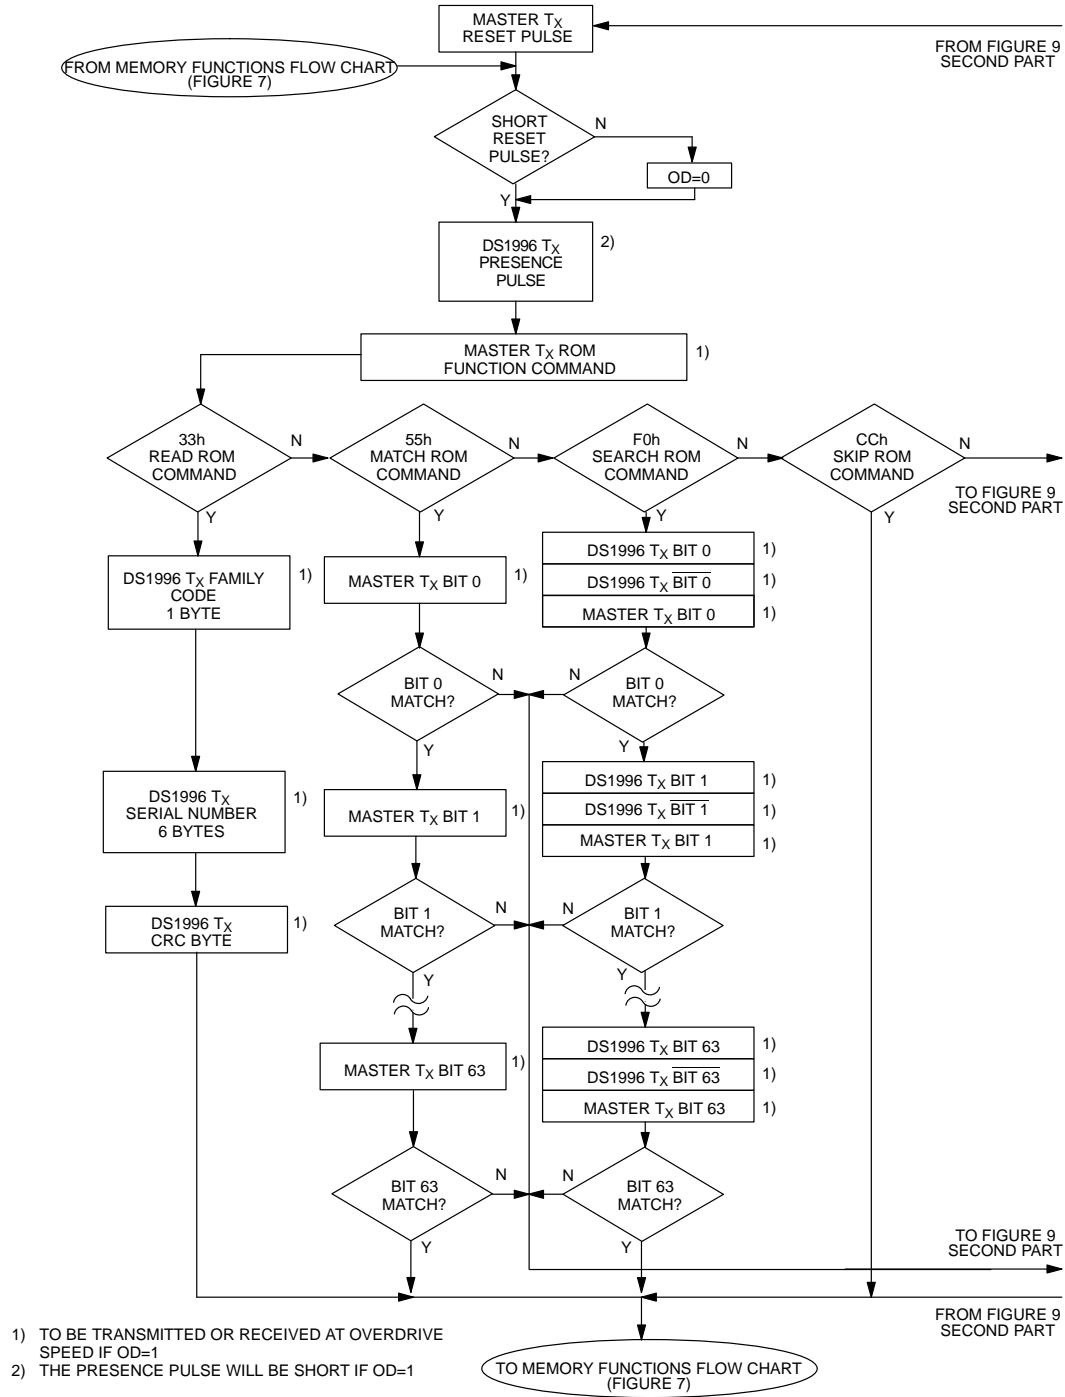 MASTER TX
RESET PULSE
FROM FIGURE 9
SECOND PART
FROM MEMORY FUNCTIONS FLOW CHART
(FIGURE 7)
SHORT
RESET
PULSE?
N
OD=0
Y
DS1996 TX
PRESENCE
PULSE
2)
MASTER TX ROM
FUNCTION COMMAND
1)
33h
READ ROM
COMMAND
N
Y
55h
MATCH ROM
COMMAND
N
Y
F0h
SEARCH ROM
COMMAND
N
Y
CCh
SKIP ROM
COMMAND
N
Y
TO FIGURE 9
SECOND PART
DS1996 TX FAMILY
CODE
1 BYTE
1)
DS1996 TX
SERIAL NUMBER
6 BYTES
1)
DS1996 TX
CRC BYTE
1)
MASTER TX BIT 0
1)
BIT 0
MATCH?
N
Y
MASTER TX BIT 1
1)
BIT 1
MATCH?
N
Y
MASTER TX BIT 63
1)
BIT 63
MATCH?
N
Y
DS1996 TX BIT 0
1)
DS1996 TX BIT 0
1)
MASTER TX BIT 0
1)
N
BIT 0
MATCH?
Y
DS1996 TX BIT 1
1)
DS1996 TX BIT 1
1)
MASTER TX BIT 1
1)
N
BIT 1
MATCH?
Y
DS1996 TX BIT 63
1)
DS1996 TX BIT 63
1)
MASTER TX BIT 63
1)
N
BIT 63
MATCH?
Y
TO FIGURE 9
SECOND PART
FROM FIGURE 9
SECOND PART
1) TO BE TRANSMITTED OR RECEIVED AT OVERDRIVE
SPEED IF OD=1
2) THE PRESENCE PULSE WILL BE SHORT IF OD=1
TO MEMORY FUNCTIONS FLOW CHART
(FIGURE 7)